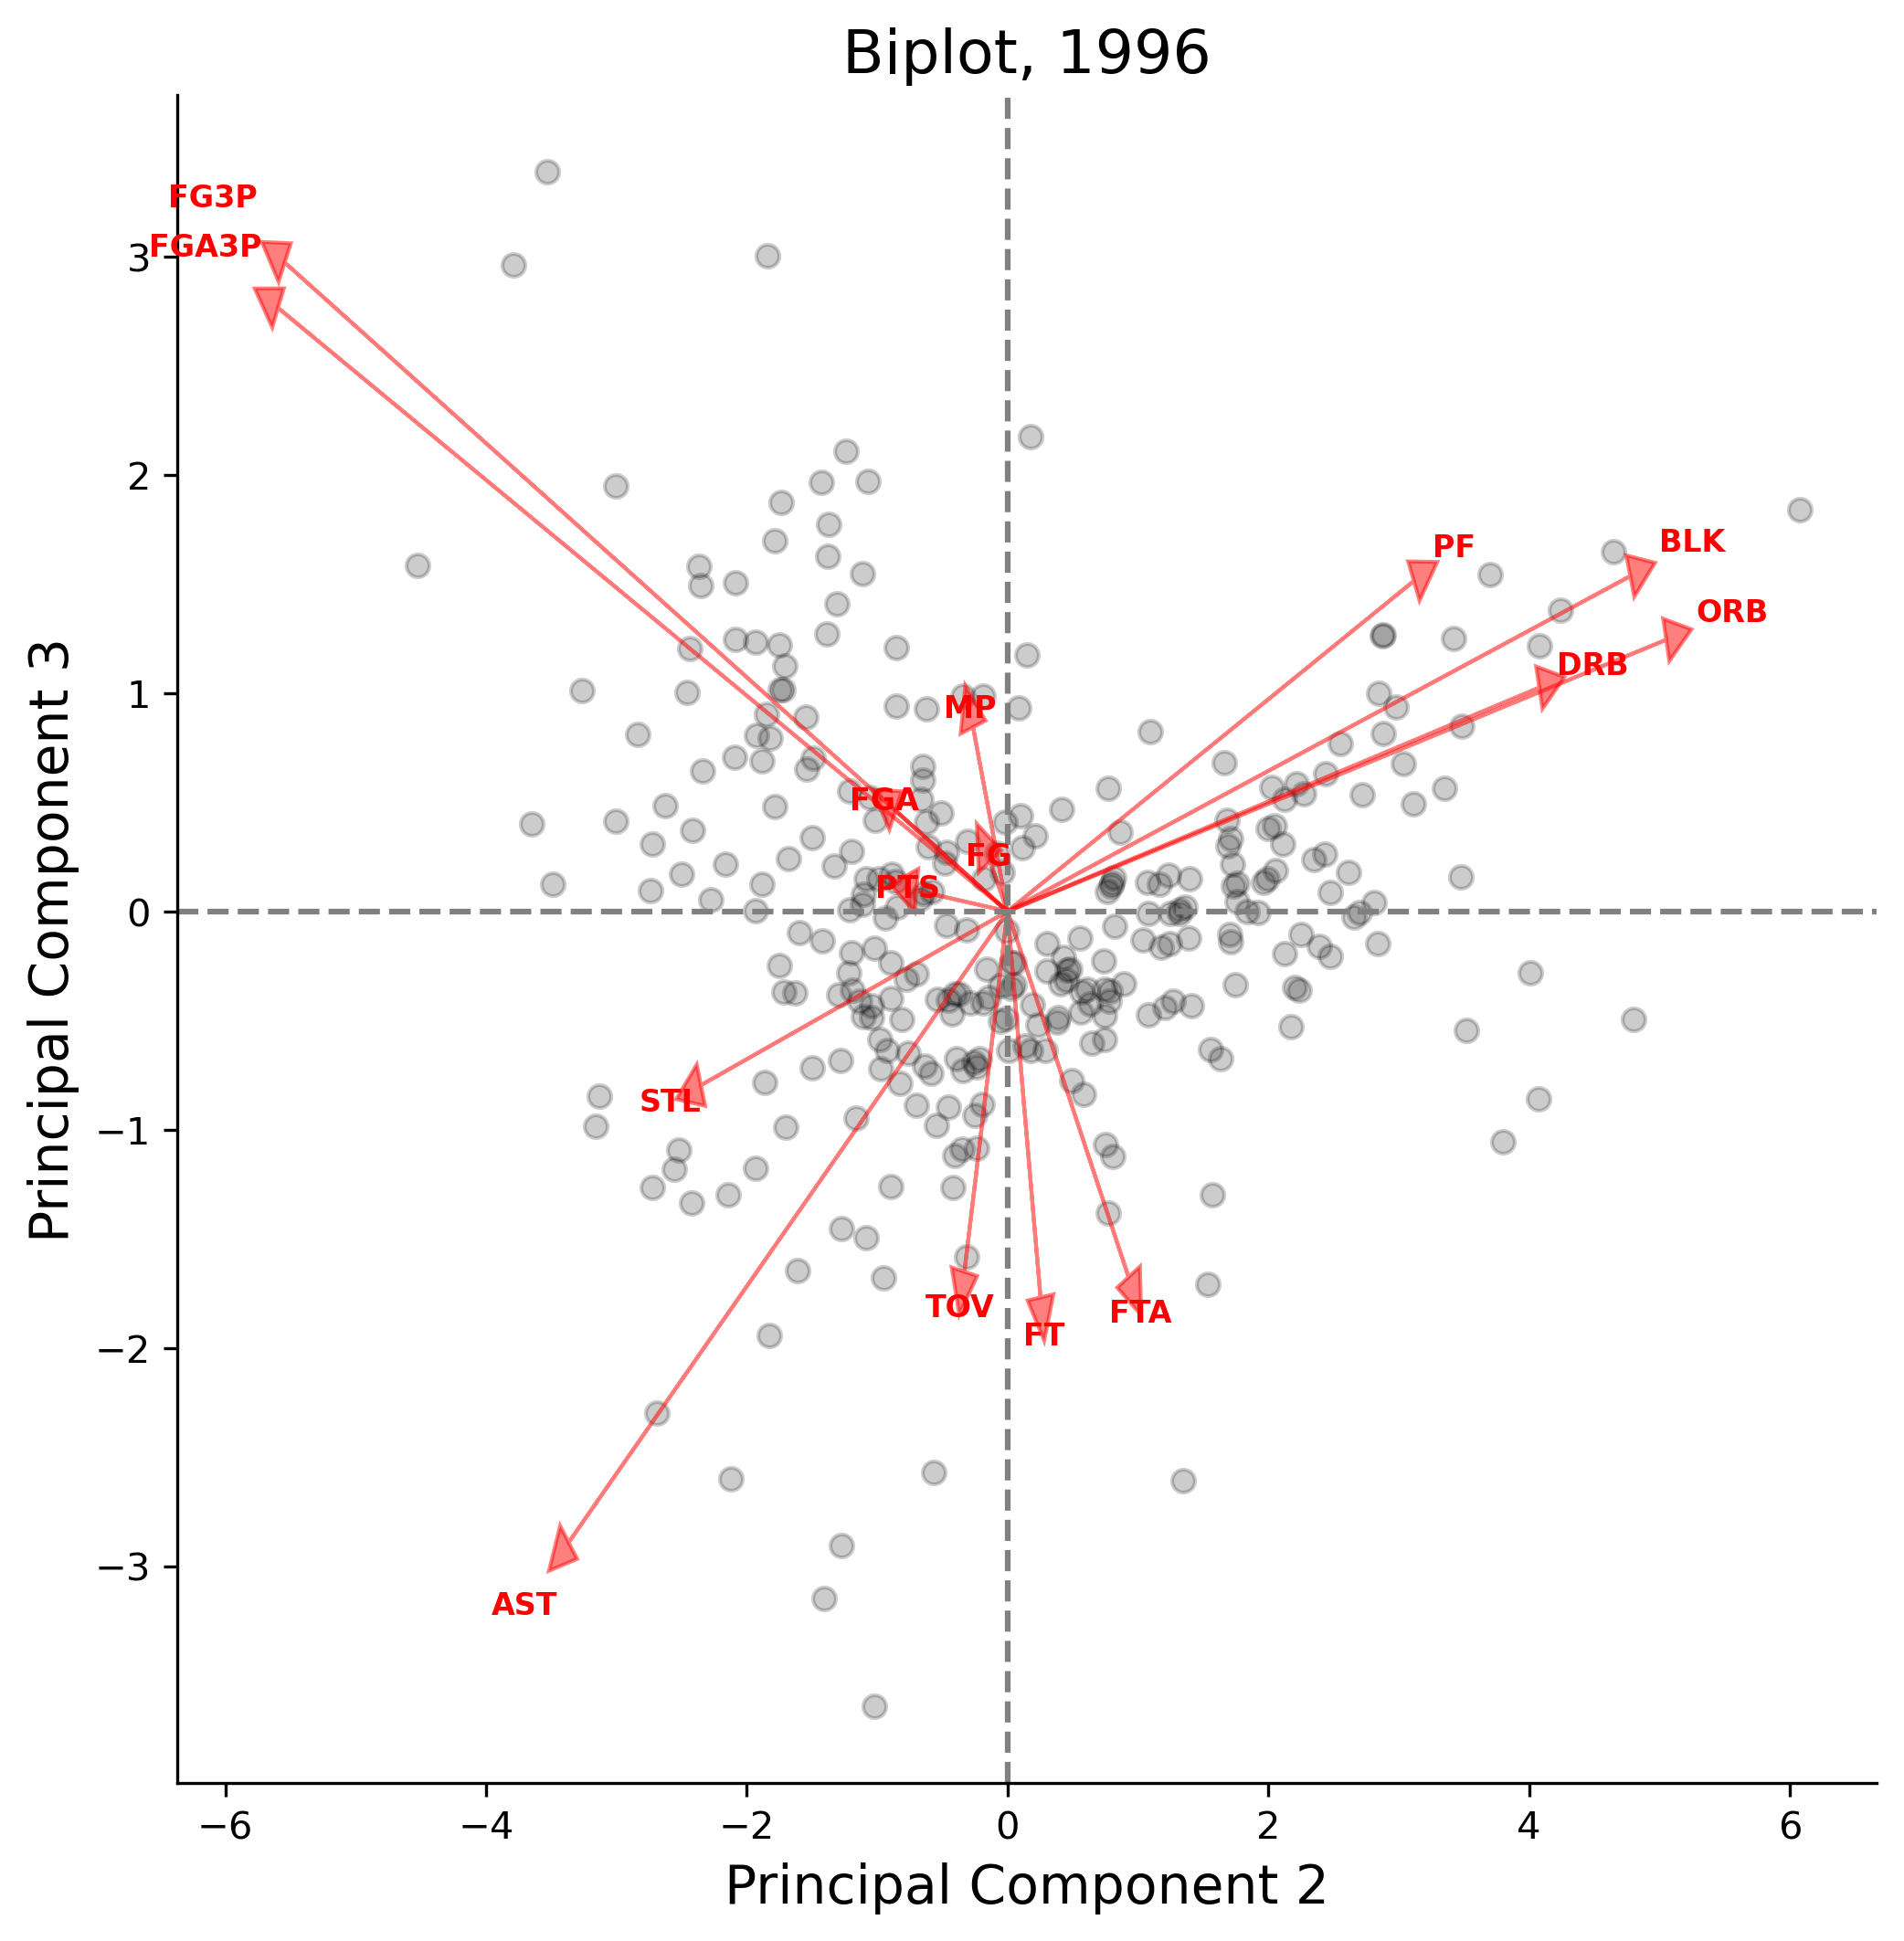 Biplot, 1996
FG3P
FGA3P
PF
BLK
ORB
DRB
MP
FGA
FG
PTS
STL
TOV
FT
FTA
AST
3
2
1
0
−1
−2
−3
Principal Component 3
−6
−4
−2
0
2
4
6
Principal Component 2